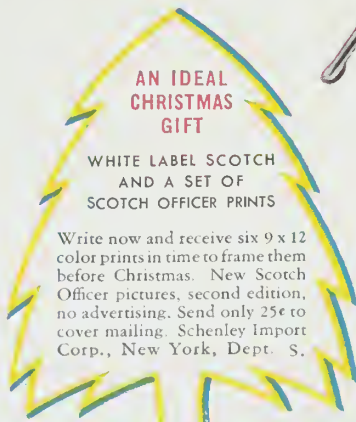 AN IDEAL
CHRISTMAS
GIFT
WHITE LABEL SCOTCH
AND A SET OF
SCOTCH OFFICER PRINTS
Write now and receive six 9 x 12
color prints in time to frame them
before Christmas. New Scotch
Officer pictures, second edition,
no advertising. Send only 25¢ to
cover mailing. Schenley Import
Corp., New York, Dept. S.